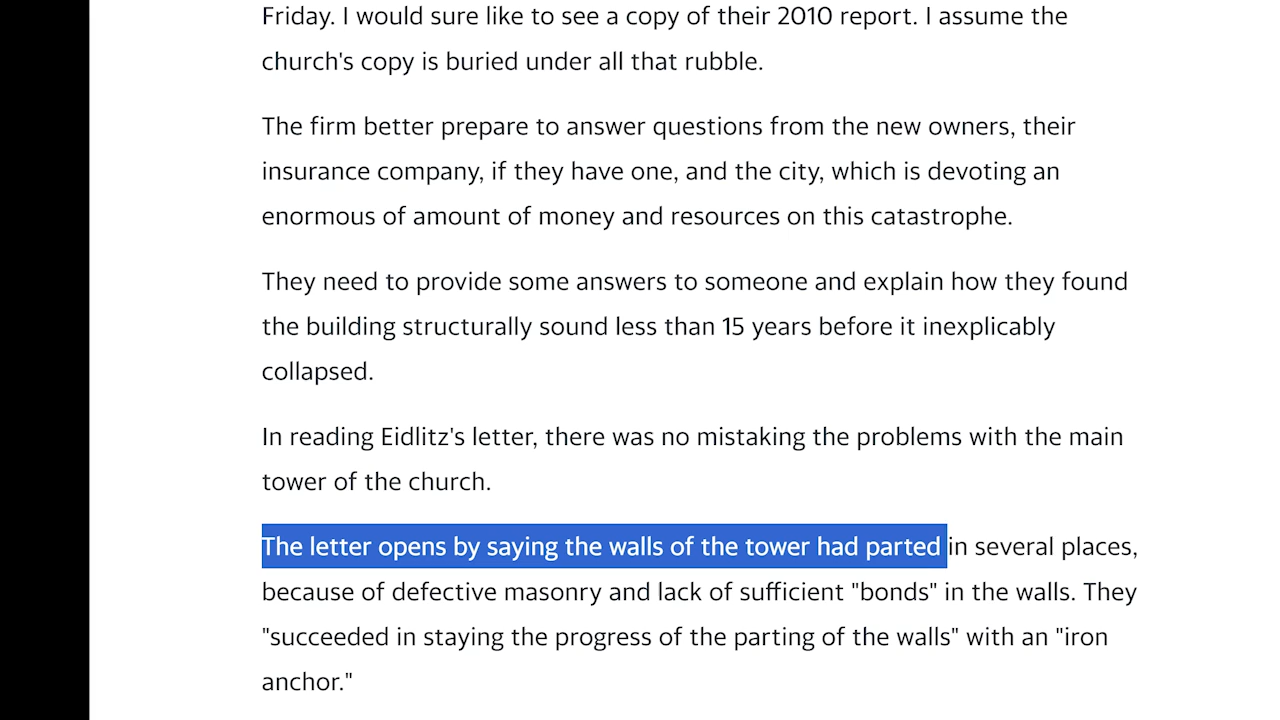 Friday. I would sure like to see a copy of their 2010 report. I assume the
church's copy is buried under all that rubble.
The firm better prepare to answer questions from the new owners, their
insurance company, if they have one, and the city, which is devoting an
enormous of amount of money and resources on this catastrophe.
They need to provide some answers to someone and explain how they found
the building structurally sound less than 15 years before it inexplicably
collapsed.
In reading Eidlitz's letter, there was no mistaking the problems with the main
tower of the church.
The letter opens by saying the walls of the tower had parted in several places,
because of defective masonry and lack of sufficient "bonds" in the walls. They
"succeeded in staying the progress of the parting of the walls" with an "iron
anchor."